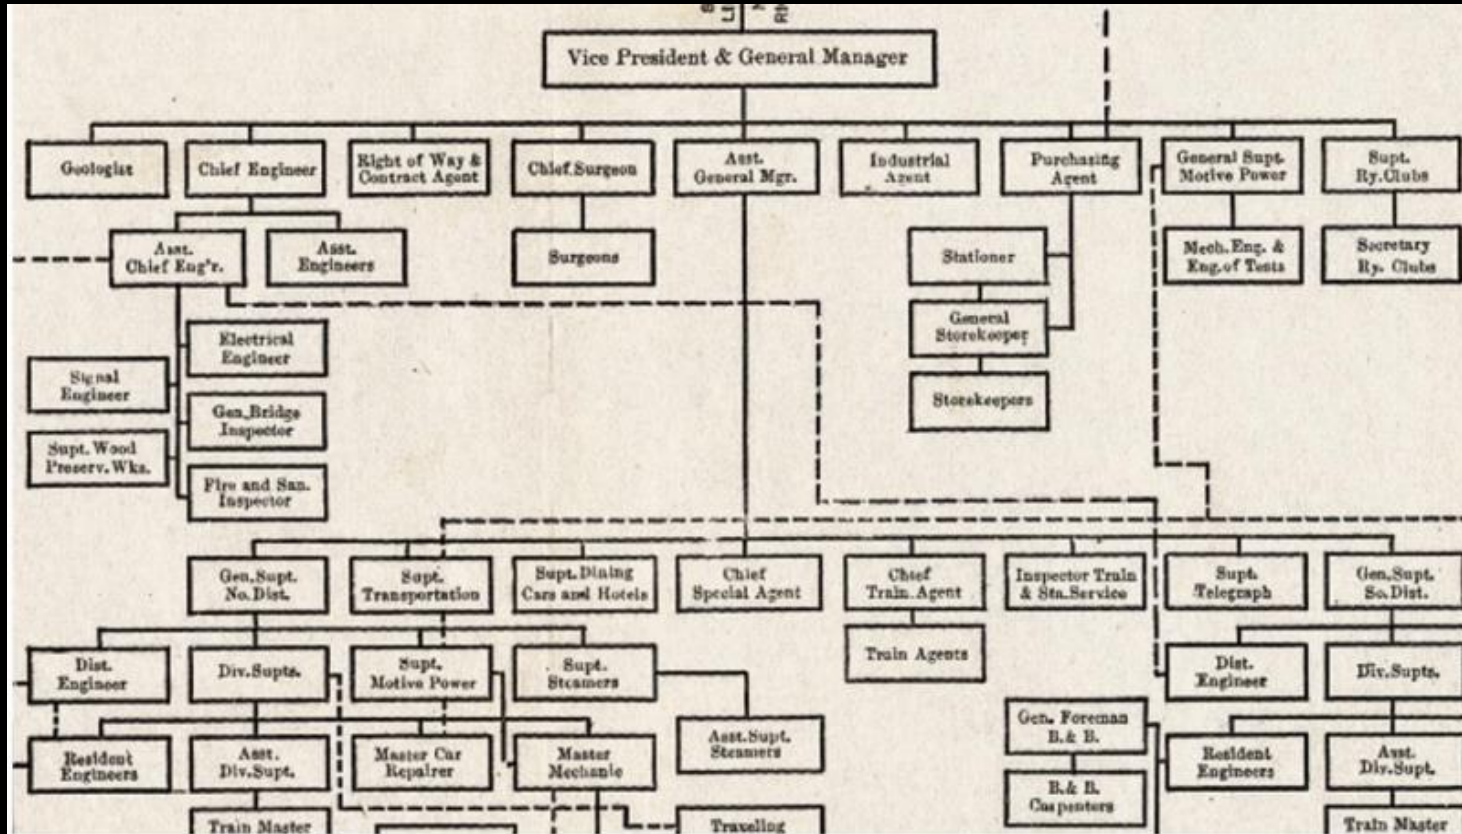 Vice President & General Manager
Geologist
Chief Engineer
Right of Way &
Contract Agent
Chief Surgeon
Asst.
General Mgr.
Industrial
Agent
Purchasing
Agent
General Supt.
Motive Power
Supt.
Ry. Clubs
Asst.
Chief Eng'r.
Asst.
Engineers
Surgeons
Stationer
Mech. Eng. &
Eng. of Tests
Secretary
Ry. Clubs
General
Storekeeper
Storekeepers
Electrical
Engineer
Signal
Engineer
Gen. Bridge
Inspector
Supt. Wood
Preserv. Wks.
Fire and San.
Inspector
Gen. Supt.
No. Dist.
Supt.
Transportation
Supt. Dining
Cars and Hotels
Chief
Special Agent
Chief
Train Agent
Inspector Train
& Sta. Service
Supt.
Telegraph
Gen. Supt.
So. Dist.
Train Agents
Dist.
Engineer
Div. Supts.
Supt.
Motive Power
Supt.
Steamers
Dist.
Engineer
Div. Supts.
Asst. Supt.
Steamers
Gen. Foreman
B. & B.
Resident
Engineers
Asst.
Div. Supt.
Master Car
Repairer
Master
Mechanic
B. & B.
Carpenters
Resident
Engineers
Asst.
Div. Supt.
Train Master
Traveling
Train Master